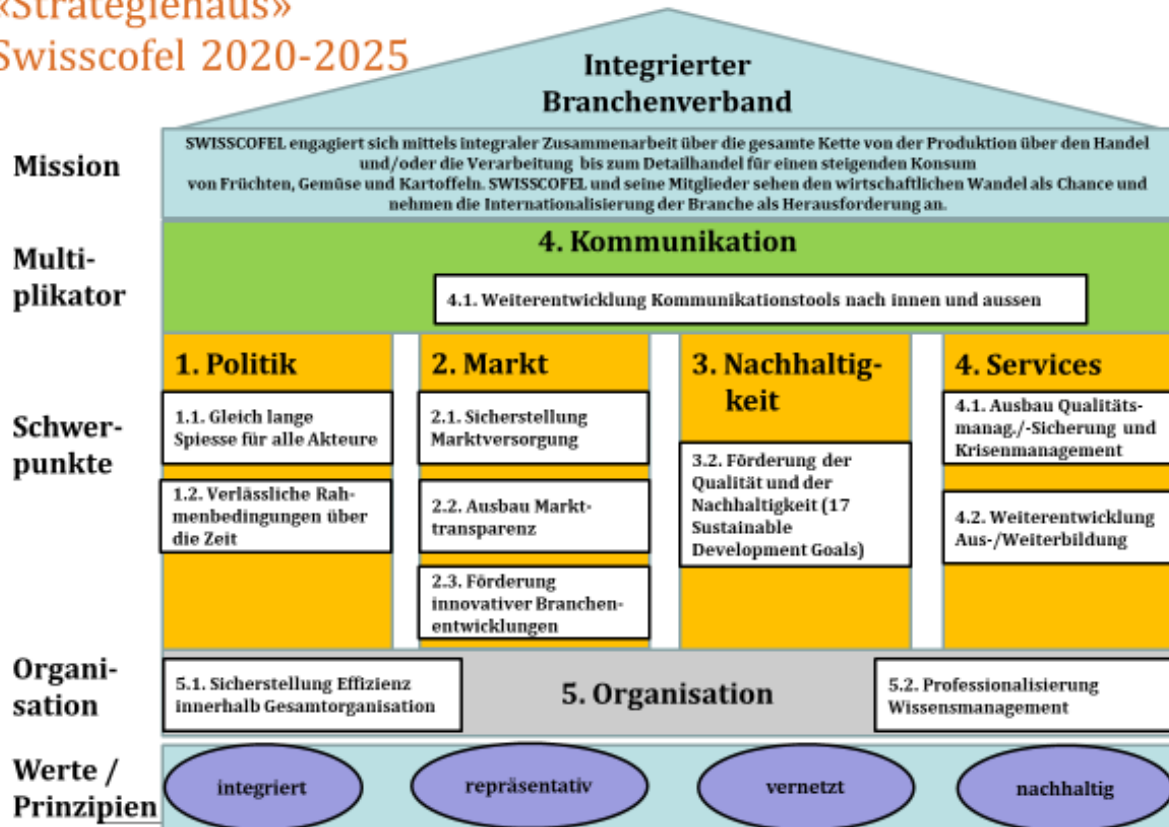 «Strategiehaus»
Swisscofel 2020-2025
Integrierter
Branchenverband
Mission
SWISSCOFEL engagiert sich mittels integraler Zusammenarbeit über die gesamte Kette von der Produktion über den Handel
und/oder die Verarbeitung bis zum Detailhandel für einen steigenden Konsum
von Früchten, Gemüse und Kartoffeln. SWISSCOFEL und seine Mitglieder sehen den wirtschaftlichen Wandel als Chance und
nehmen die Internationalisierung der Branche als Herausforderung an.
Multi-
plikator
4. Kommunikation
4.1. Weiterentwicklung Kommunikationstools nach innen und aussen
Schwer-
punkte
1. Politik
1.1. Gleich lange
Spiesse für alle Akteure
1.2. Verlässliche Rah-
menbedingungen über
die Zeit
2. Markt
2.1. Sicherstellung
Marktversorgung
2.2. Ausbau Markt-
transparenz
2.3. Förderung
innovativer Branchen-
entwicklungen
3. Nachhaltig-
keit
3.2. Förderung der
Qualität und der
Nachhaltigkeit (17
Sustainable
Development Goals)
4. Services
4.1. Ausbau Qualitäts-
manag./-Sicherung und
Krisenmanagement
4.2. Weiterentwicklung
Aus-/Weiterbildung
Organi-
sation
5.1. Sicherstellung Effizienz
innerhalb Gesamtorganisation
5. Organisation
5.2. Professionalisierung
Wissensmanagement
Werte /
Prinzipien
integriert
repräsentativ
vernetzt
nachhaltig